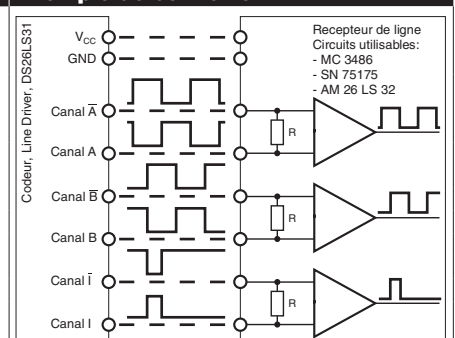 Codeur, Line Driver, DS26LS31
V_CC
GND
Canal A̅
Canal A
Canal B̅
Canal B
Canal I̅
Canal I
Recepteur de ligne
Circuits utilisables:
- MC 3486
- SN 75175
- AM 26 LS 32
R
R
R